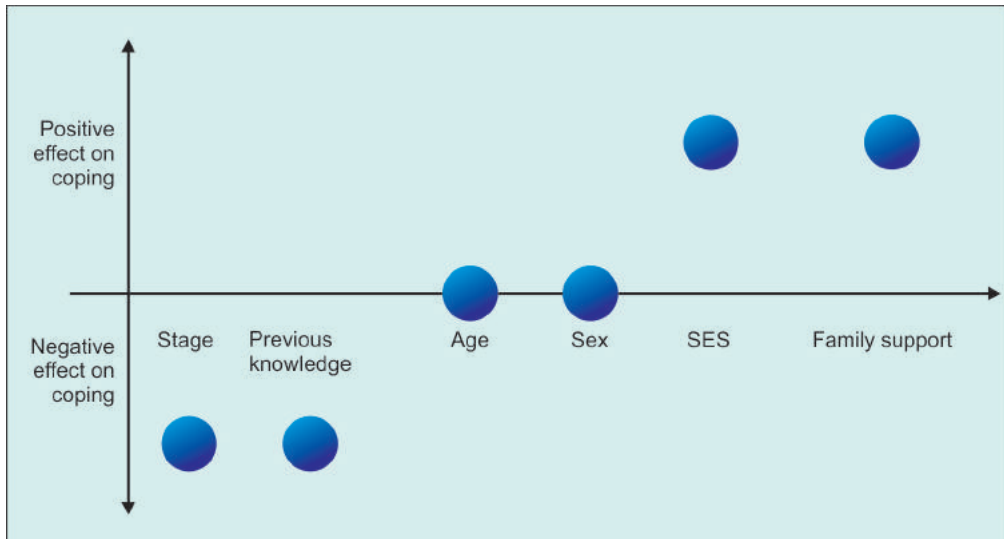 Positive
effect on
coping
Negative
effect on
coping
Stage
Previous
knowledge
Age
Sex
SES
Family support